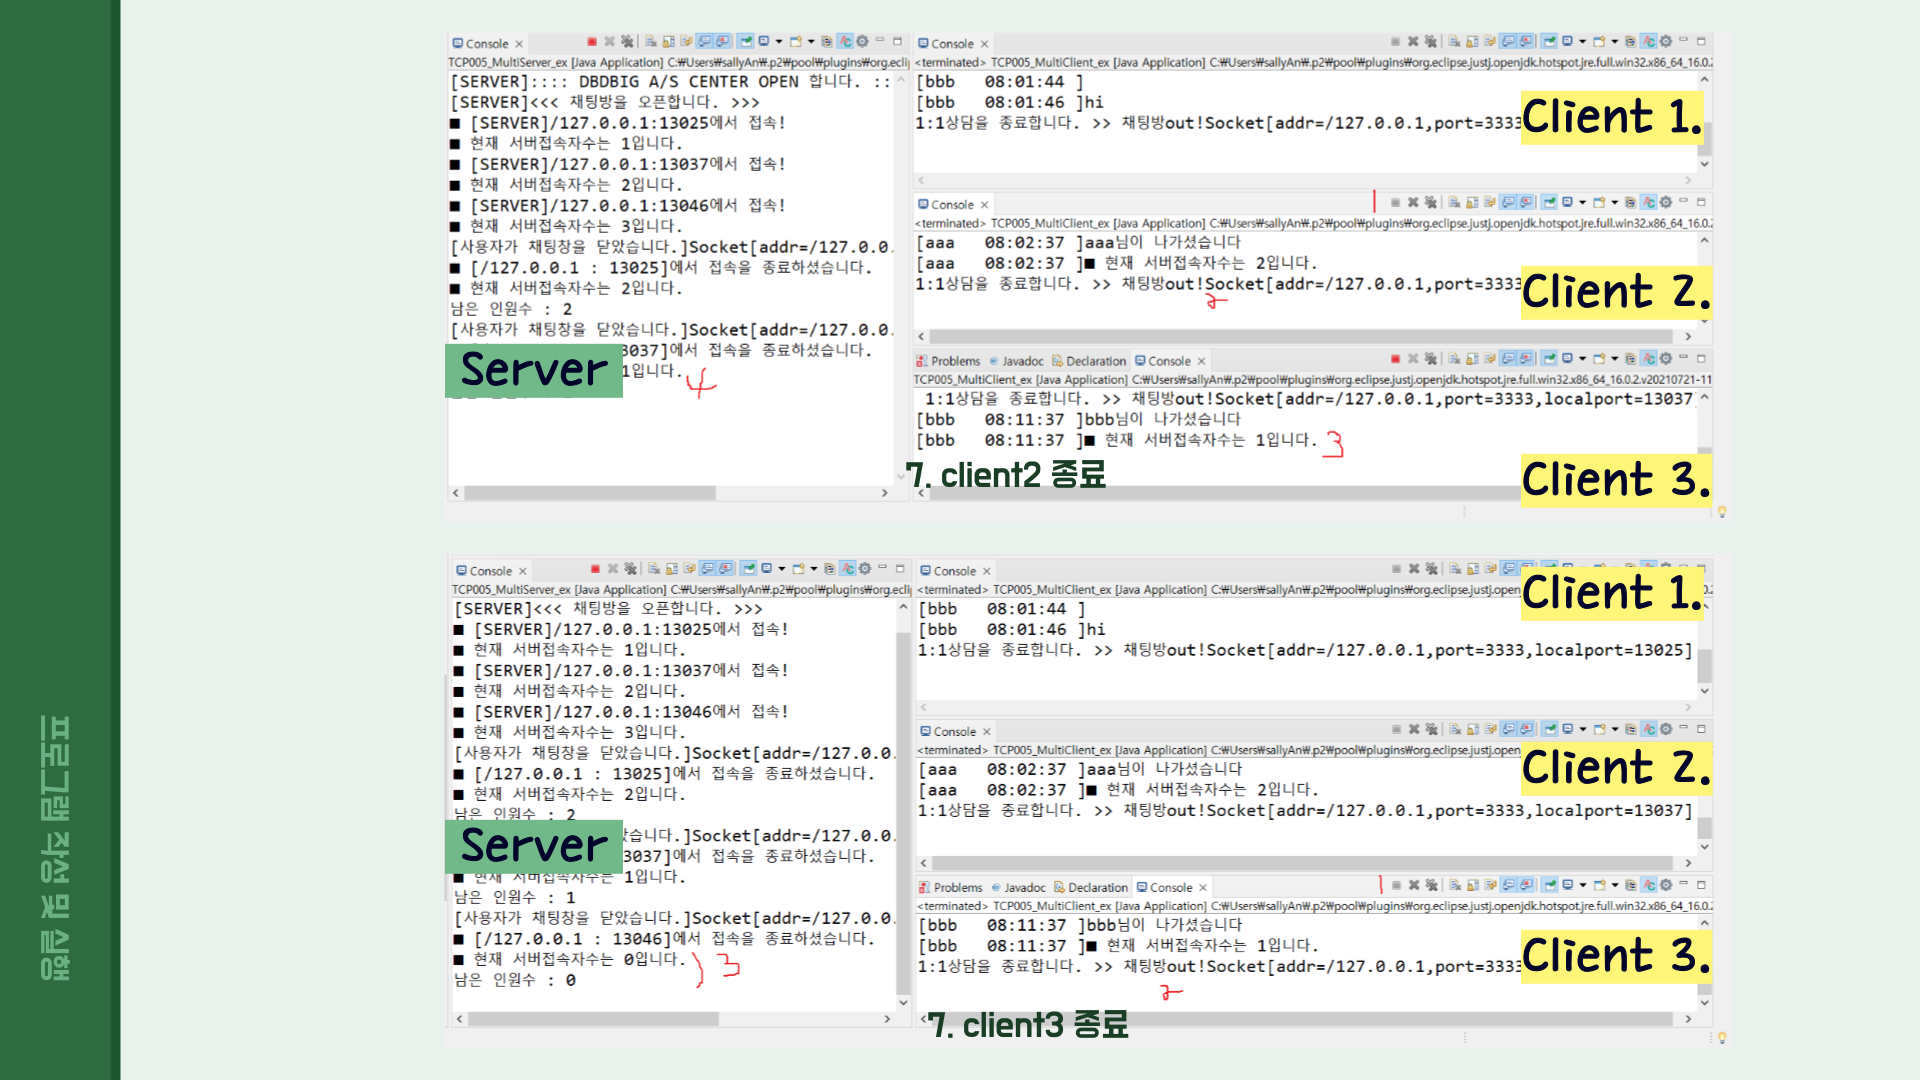 프로그램 작성 및 실행
Console
TCP005_MultiServer_ex [Java Application] C:₩Users₩sallyAn₩.p2₩pool₩plugins₩org.ecli
[SERVER]:::: DBDBIG A/S CENTER OPEN 합니다. ::
[SERVER]<<< 채팅방을 오픈합니다. >>>
■ [SERVER]/127.0.0.1:13025에서 접속!
■ 현재 서버접속자수는 1입니다.
■ [SERVER]/127.0.0.1:13037에서 접속!
■ 현재 서버접속자수는 2입니다.
■ [SERVER]/127.0.0.1:13046에서 접속!
■ 현재 서버접속자수는 3입니다.
[사용자가 채팅창을 닫았습니다.]Socket[addr=/127.0.0.
■ [/127.0.0.1 : 13025]에서 접속을 종료하셨습니다.
■ 현재 서버접속자수는 2입니다.
남은 인원수 : 2
[사용자가 채팅창을 닫았습니다.]Socket[addr=/127.0.0.
3037]에서 접속을 종료하셨습니다.
Server
1입니다.
4
Console
<terminated> TCP005_MultiClient_ex [Java Application] C:₩Users₩sallyAn₩.p2₩pool₩plugins₩org.eclipse.justj.openjdk.hotspot.jre.full.win32.x86_64_16.0.2
[bbb 08:01:44 ]
[bbb 08:01:46 ]hi
1:1상담을 종료합니다. >> 채팅방out!Socket[addr=/127.0.0.1,port=3333
Client 1.
Console
1
<terminated> TCP005_MultiClient_ex [Java Application] C:₩Users₩sallyAn₩.p2₩pool₩plugins₩org.eclipse.justj.openjdk.hotspot.jre.full.win32.x86_64_16.0.2
[aaa 08:02:37 ]aaa님이 나가셨습니다
[aaa 08:02:37 ]■ 현재 서버접속자수는 2입니다.
1:1상담을 종료합니다. >> 채팅방out!Socket[addr=/127.0.0.1,port=3333
2
Client 2.
Problems Javadoc Declaration Console
TCP005_MultiClient_ex [Java Application] C:₩Users₩sallyAn₩.p2₩pool₩plugins₩org.eclipse.justj.openjdk.hotspot.jre.full.win32.x86_64_16.0.2.v20210721-11
1:1상담을 종료합니다. >> 채팅방out!Socket[addr=/127.0.0.1,port=3333,localport=13037
[bbb 08:11:37 ]bbb님이 나가셨습니다
[bbb 08:11:37 ]■ 현재 서버접속자수는 1입니다.
3
Client 3.
7. client2 종료
Console
TCP005_MultiServer_ex [Java Application] C:₩Users₩sallyAn₩.p2₩pool₩plugins₩org.ecli
[SERVER]<<< 채팅방을 오픈합니다. >>>
■ [SERVER]/127.0.0.1:13025에서 접속!
■ 현재 서버접속자수는 1입니다.
■ [SERVER]/127.0.0.1:13037에서 접속!
■ 현재 서버접속자수는 2입니다.
■ [SERVER]/127.0.0.1:13046에서 접속!
■ 현재 서버접속자수는 3입니다.
[사용자가 채팅창을 닫았습니다.]Socket[addr=/127.0.0.
■ [/127.0.0.1 : 13025]에서 접속을 종료하셨습니다.
■ 현재 서버접속자수는 2입니다.
남은 인원수 : 2
았습니다.]Socket[addr=/127.0.0.
Server
3037]에서 접속을 종료하셨습니다.
■ 현재 서버접속자수는 1입니다.
남은 인원수 : 1
[사용자가 채팅창을 닫았습니다.]Socket[addr=/127.0.0.
■ [/127.0.0.1 : 13046]에서 접속을 종료하셨습니다.
■ 현재 서버접속자수는 0입니다.
남은 인원수 : 0
) 3
Console
<terminated> TCP005_MultiClient_ex [Java Application] C:₩Users₩sallyAn₩.p2₩pool₩plugins₩org.eclipse.justj.open
[bbb 08:01:44 ]
[bbb 08:01:46 ]hi
1:1상담을 종료합니다. >> 채팅방out!Socket[addr=/127.0.0.1,port=3333,localport=13025]
Client 1.
Console
<terminated> TCP005_MultiClient_ex [Java Application] C:₩Users₩sallyAn₩.p2₩pool₩plugins₩org.eclipse.justj.open
[aaa 08:02:37 ]aaa님이 나가셨습니다
[aaa 08:02:37 ]■ 현재 서버접속자수는 2입니다.
1:1상담을 종료합니다. >> 채팅방out!Socket[addr=/127.0.0.1,port=3333,localport=13037]
Client 2.
Problems Javadoc Declaration Console
1
<terminated> TCP005_MultiClient_ex [Java Application] C:₩Users₩sallyAn₩.p2₩pool₩plugins₩org.eclipse.justj.openjdk.hotspot.jre.full.win32.x86_64_16.0.2
[bbb 08:11:37 ]bbb님이 나가셨습니다
[bbb 08:11:37 ]■ 현재 서버접속자수는 1입니다.
1:1상담을 종료합니다. >> 채팅방out!Socket[addr=/127.0.0.1,port=3333
2
Client 3.
7. client3 종료